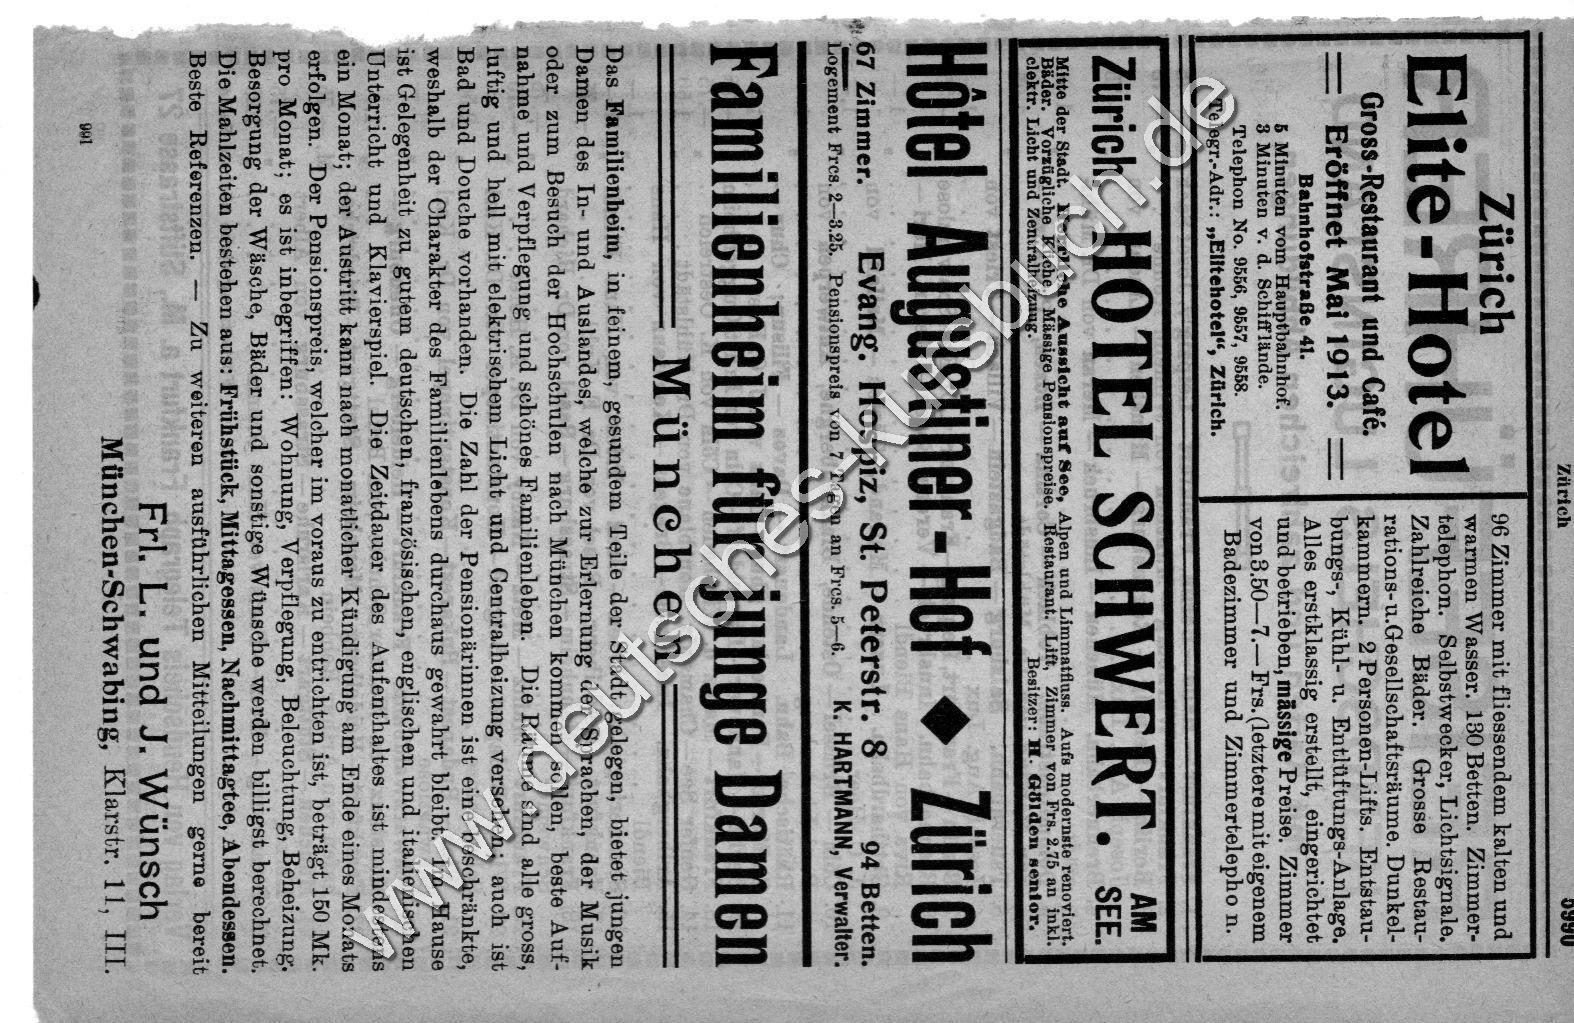 Zürich
5990
Zürich
Elite-Hotel
Gross-Restaurant und Café.
Eröffnet Mai 1913.
Bahnhofstraße 41.
5 Minuten vom Hauptbahnhof.
3 Minuten v. d. Schifflände.
Telephon No. 9556, 9557, 9558.
Telegr.-Adr.: „Elitehotel“, Zürich.
96 Zimmer mit fliessendem kalten und
warmen Wasser. 130 Betten. Zimmer-
telephon. Selbstwecker, Lichtsignale.
Zahlreiche Bäder. Grosse Restau-
rations-u.Gesellschaftsräume. Dunkel-
kammern. 2 Personen-Lifts. Entstau-
bungs-, Kühl- u. Entlüftungs-Anlage.
Alles erstklassig erstellt, eingerichtet
und betrieben, mässige Preise. Zimmer
von 3.50—7.— Frs. (letztere mit eigenem
Badezimmer und Zimmertelephon.
Zürich. HOTEL SCHWERT. AM SEE.
Mitte der Stadt. Herrliche Aussicht auf See, Alpen und Limmatfluss. Aufs modernste renoviert.
Bäder. Vorzügliche Küche. Mässige Pensionspreise. Restaurant. Lift, Zimmer von Frs. 2.75 an inkl.
elektr. Licht und Zentralheizung. Besitzer: H. Gölden senior.
Hôtel Augustiner-Hof ◆ Zürich
67 Zimmer. Evang. Hospiz, St. Peterstr. 8 94 Betten.
Logement Frcs. 2—3.25. Pensionspreis von 7 Tagen an Frcs. 5—6. K. HARTMANN, Verwalter.
Familienheim für junge Damen
München
Das Familienheim, in feinem, gesundem Teile der Stadt gelegen, bietet jungen
Damen des In- und Auslandes, welche zur Erlernung der Sprachen, der Musik
oder zum Besuch der Hochschulen nach München kommen sollen, beste Auf-
nahme und Verpflegung und schönes Familienleben. Die Räume sind alle gross,
luftig und hell mit elektrischem Licht und Centralheizung versehen; auch ist
Bad und Douche vorhanden. Die Zahl der Pensionärinnen ist eine beschränkte,
weshalb der Charakter des Familienlebens durchaus gewahrt bleibt. Im Hause
ist Gelegenheit zu gutem deutschen, französischen, englischen und italienischen
Unterricht und Klavierspiel. Die Zeitdauer des Aufenthaltes ist mindestens
ein Monat; der Austritt kann nach monatlicher Kündigung am Ende eines Monats
erfolgen. Der Pensionspreis, welcher im voraus zu entrichten ist, beträgt 150 Mk.
pro Monat; es ist inbegriffen: Wohnung, Verpflegung, Beleuchtung, Beheizung.
Besorgung der Wäsche, Bäder und sonstige Wünsche werden billigst berechnet.
Die Mahlzeiten bestehen aus: Frühstück, Mittagessen, Nachmittagtee, Abendessen.
Beste Referenzen. — Zu weiteren ausführlichen Mitteilungen gerne bereit
Frl. L. und J. Wünsch
München-Schwabing, Klarstr. 11, III.
991
www.deutsches-kursbuch.de